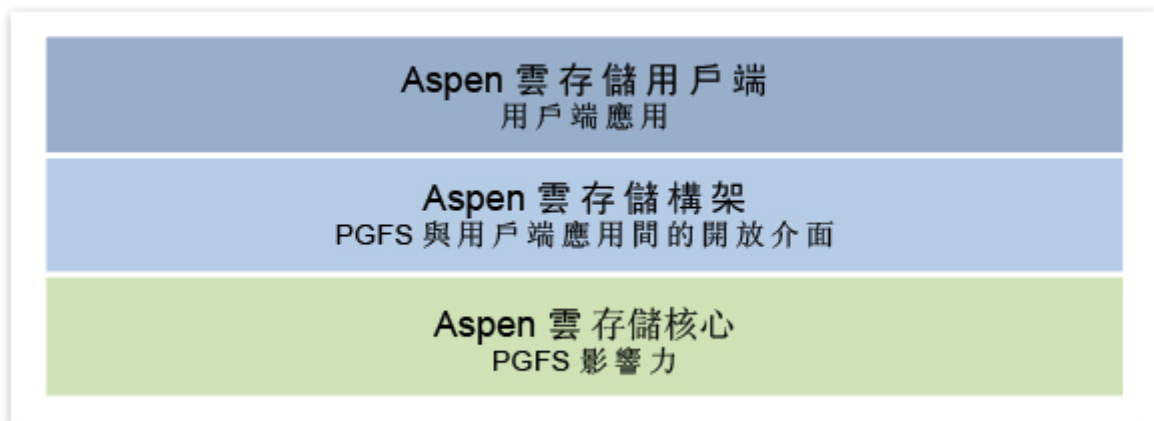 Aspen 雲存儲用戶端
用戶端應用
Aspen 雲存儲構架
PGFS 與用戶端應用間的開放介面
Aspen 雲 存儲核心
PGFS 影響力